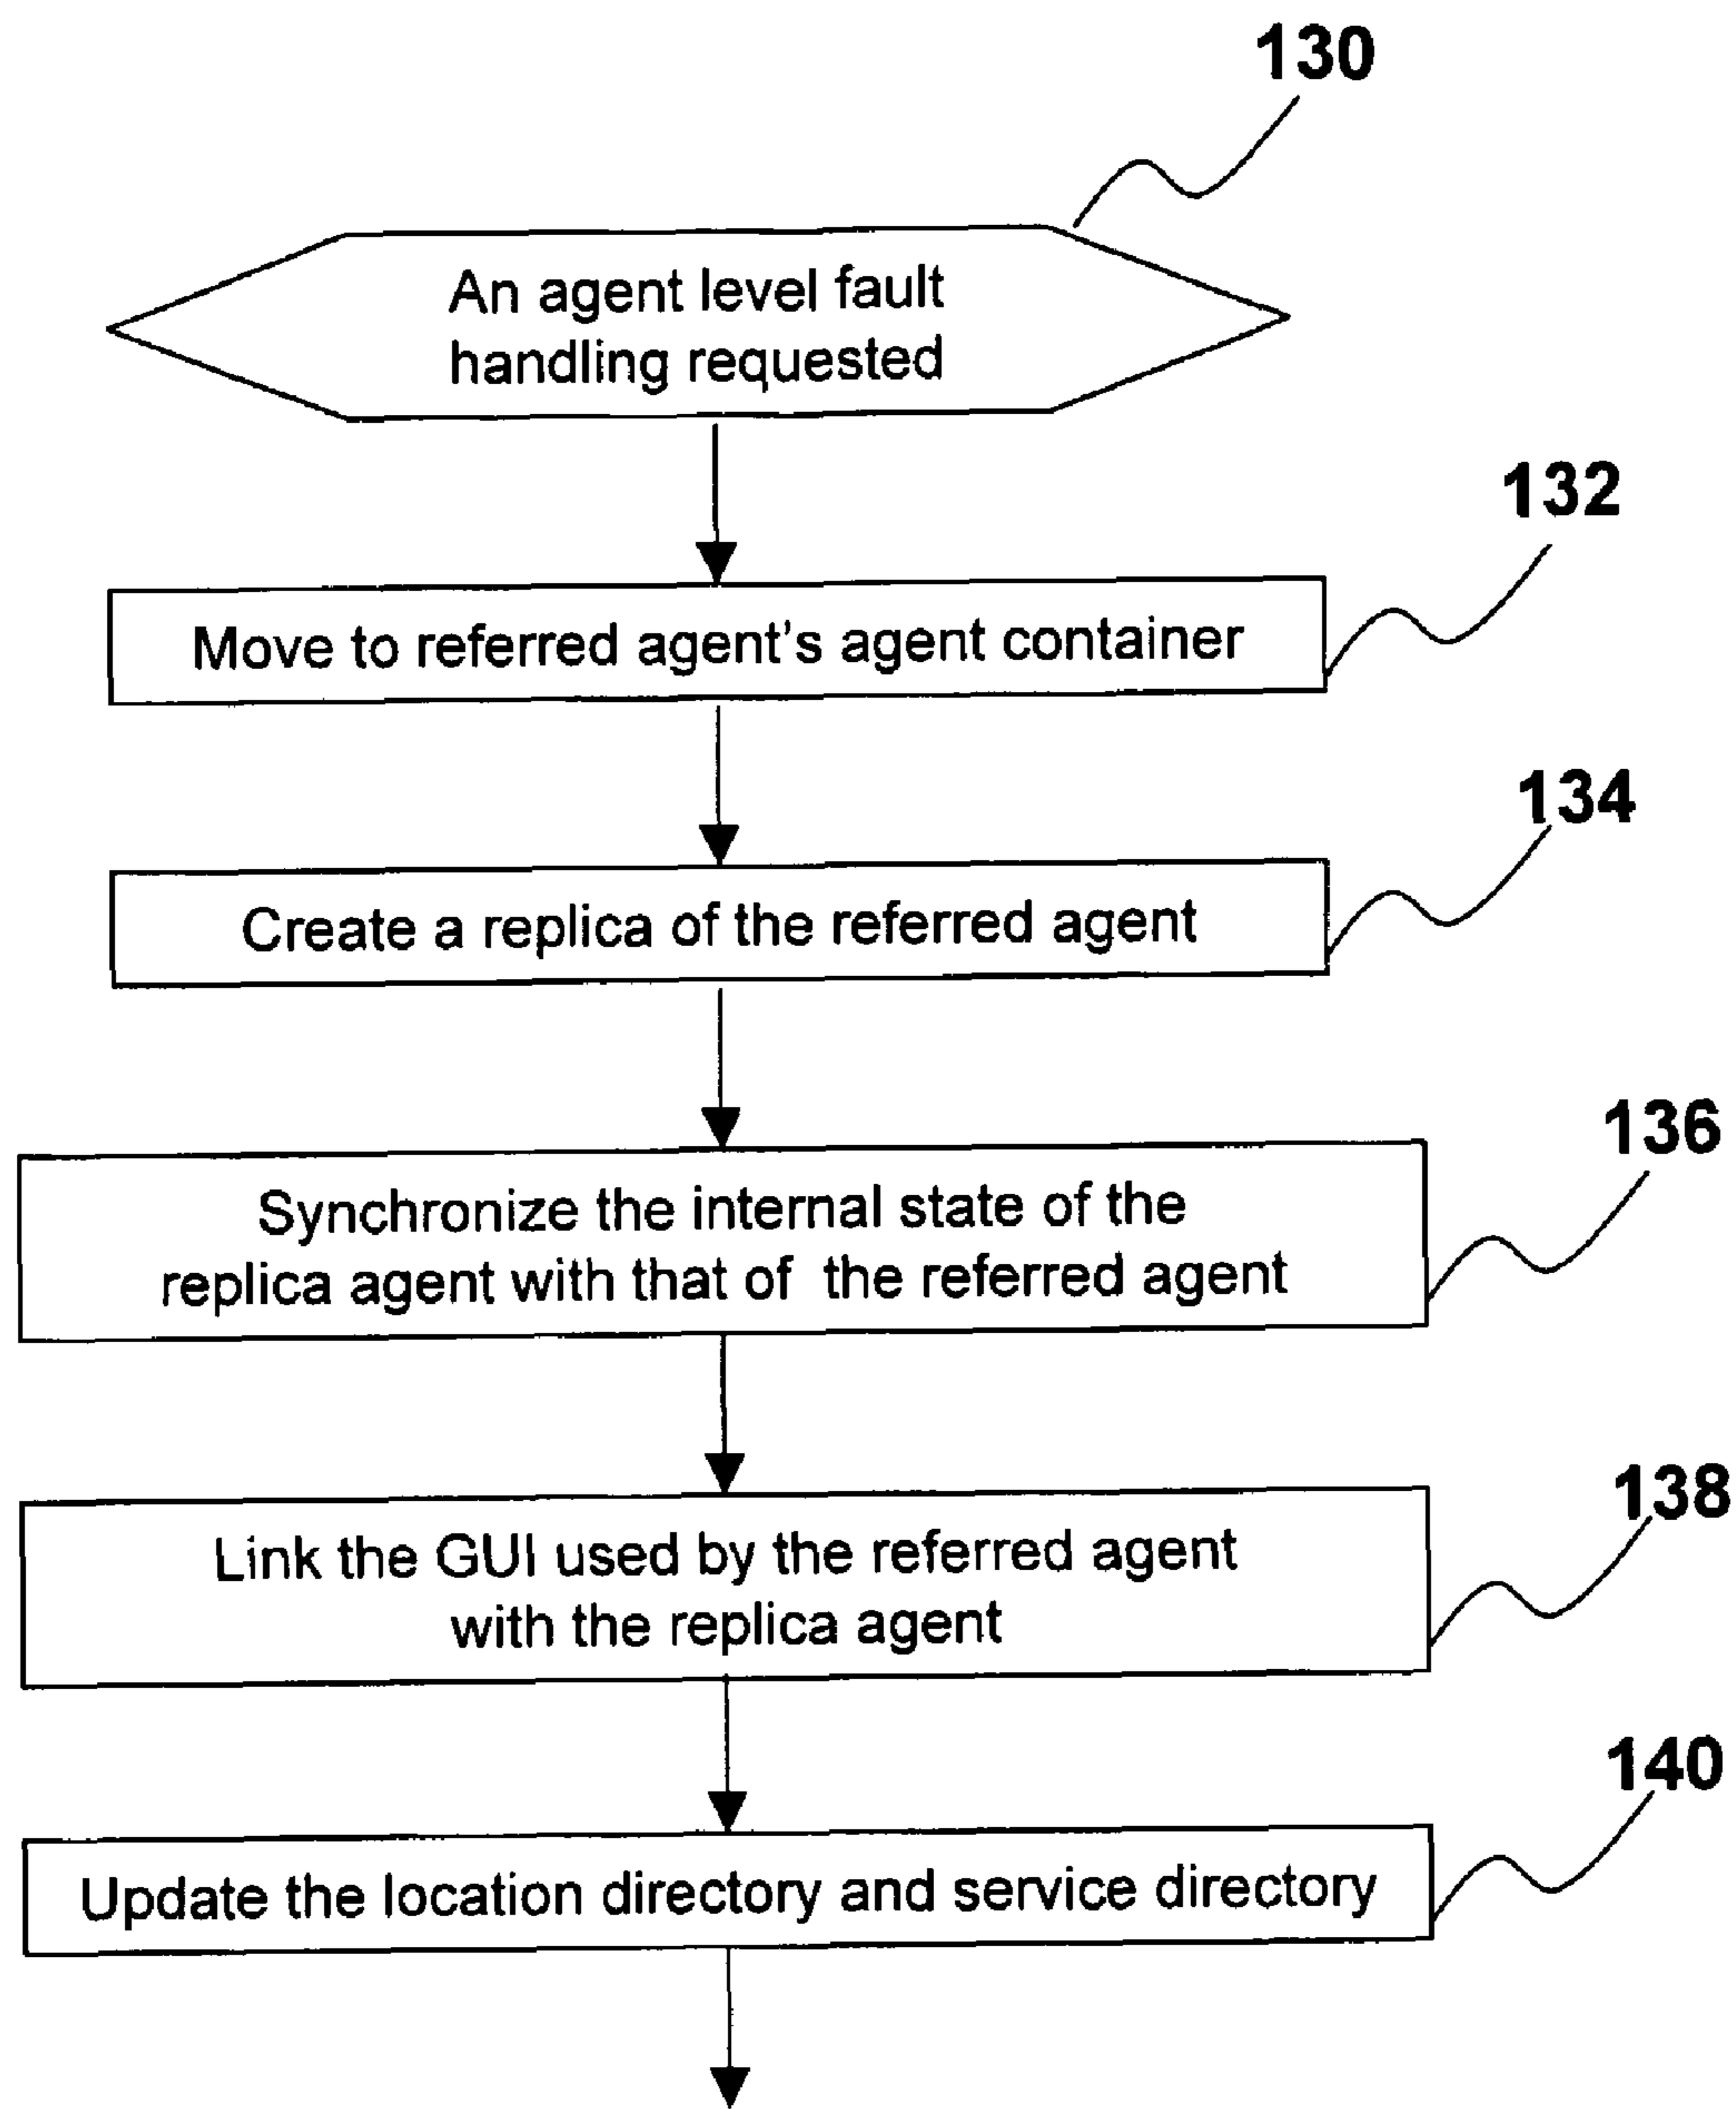 130
An agent level fault
handling requested
132
Move to referred agent's agent container
134
Create a replica of the referred agent
136
Synchronize the internal state of the
replica agent with that of the referred agent
138
Link the GUI used by the referred agent
with the replica agent
140
Update the location directory and service directory